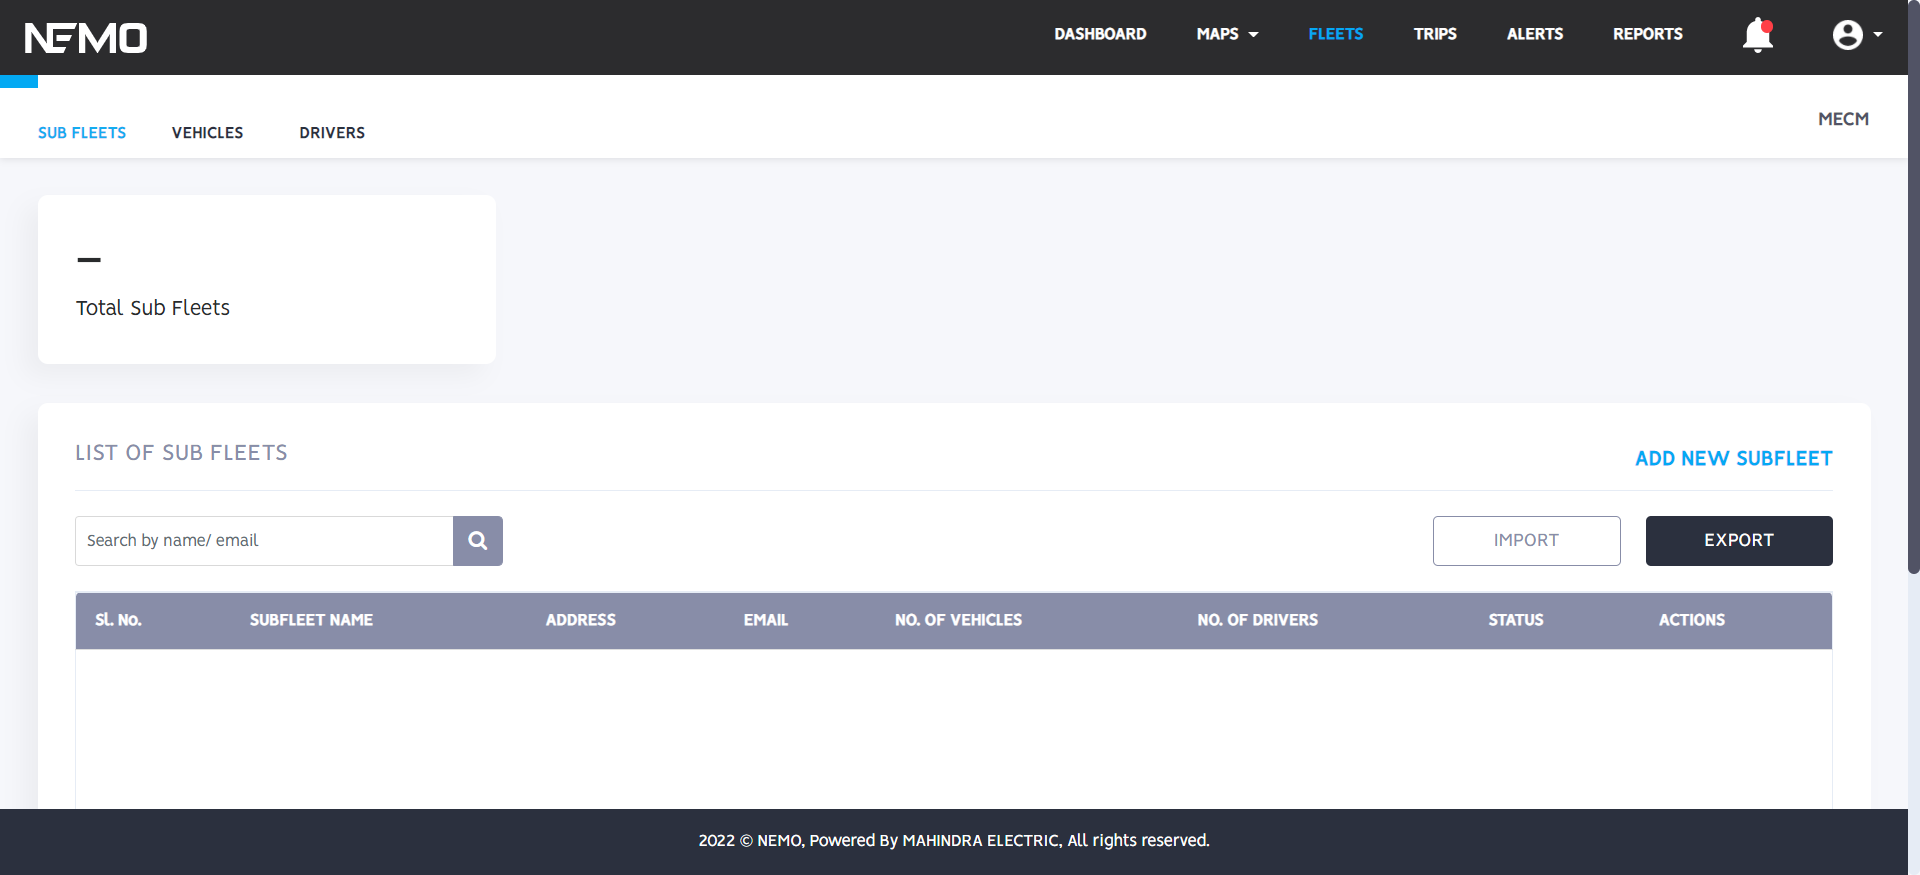 NEMO
DASHBOARD MAPS FLEETS TRIPS ALERTS REPORTS
SUB FLEETS VEHICLES DRIVERS
MECM
–
Total Sub Fleets
LIST OF SUB FLEETS
ADD NEW SUBFLEET
Search by name/ email
IMPORT EXPORT
Sl. No. SUBFLEET NAME ADDRESS EMAIL NO. OF VEHICLES NO. OF DRIVERS STATUS ACTIONS
2022 © NEMO, Powered By MAHINDRA ELECTRIC, All rights reserved.